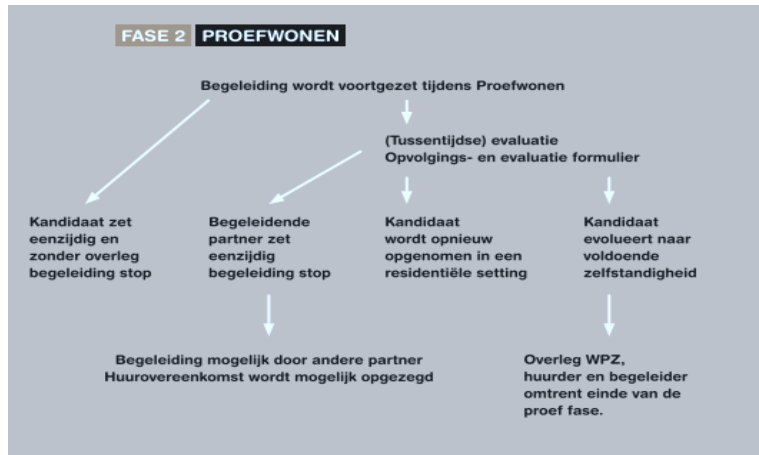 FASE 2 PROEFWONEN
Begeleiding wordt voortgezet tijdens Proefwonen
(Tussentijdse) evaluatie
Opvolgings- en evaluatie formulier
Kandidaat zet
eenzijdig en
zonder overleg
begeleiding stop
Begeleidende
partner zet
eenzijdig
begeleiding stop
Kandidaat
wordt opnieuw
opgenomen in een
residentiële setting
Kandidaat
evolueert naar
voldoende
zelfstandigheid
Begeleiding mogelijk door andere partner
Huurovereenkomst wordt mogelijk opgezegd
Overleg WPZ,
huurder en begeleider
omtrent einde van de
proef fase.